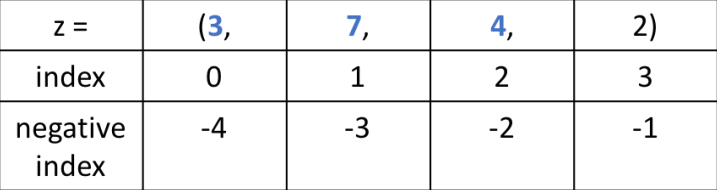 z = (3, 7, 4, 2)
index 0 1 2 3
negative index -4 -3 -2 -1